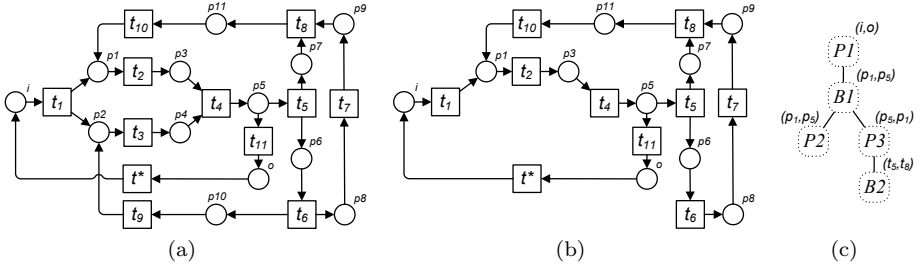 t10 p11 t8 p9
p1 p3 p7
i t1 t2 t4 p5 t5 t7
p2 t3 p4 t11 p6
t* o
t9 p10 t6 p8
(a)
t10 p11 t8 p9
p1 p3 p7
i t1 t2 t4 p5 t5 t7
t11 p6
t* o
t6 p8
(b)
(i,o)
P1
(p1,p5)
B1
(p1,p5) (p5,p1)
P2 P3
(t5,t8)
B2
(c)